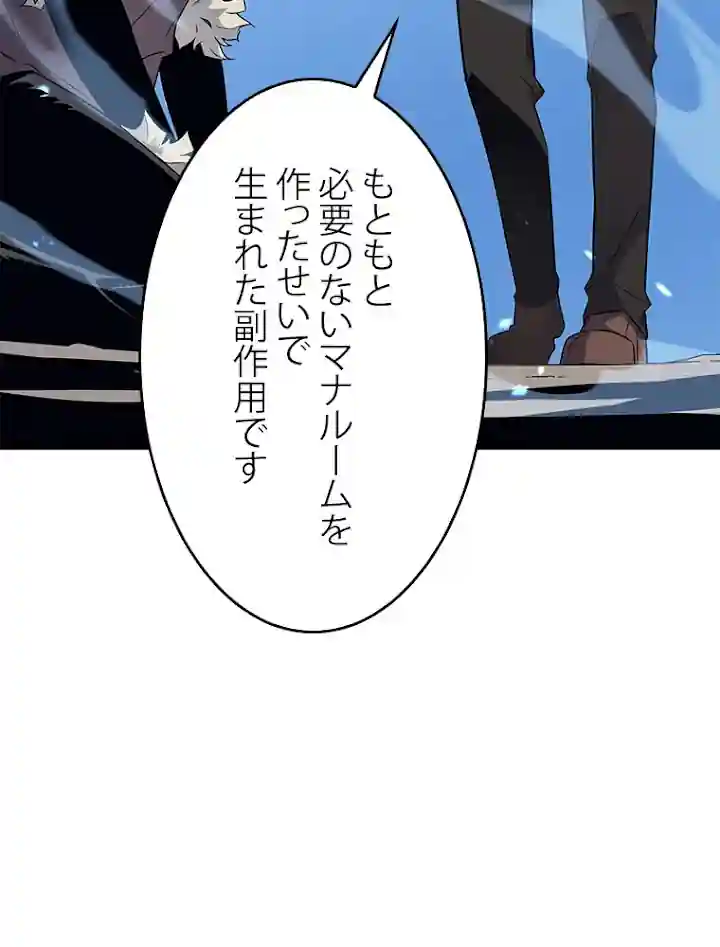 もともと
必要のないマナルームを
作ったせいで
生まれた副作用です